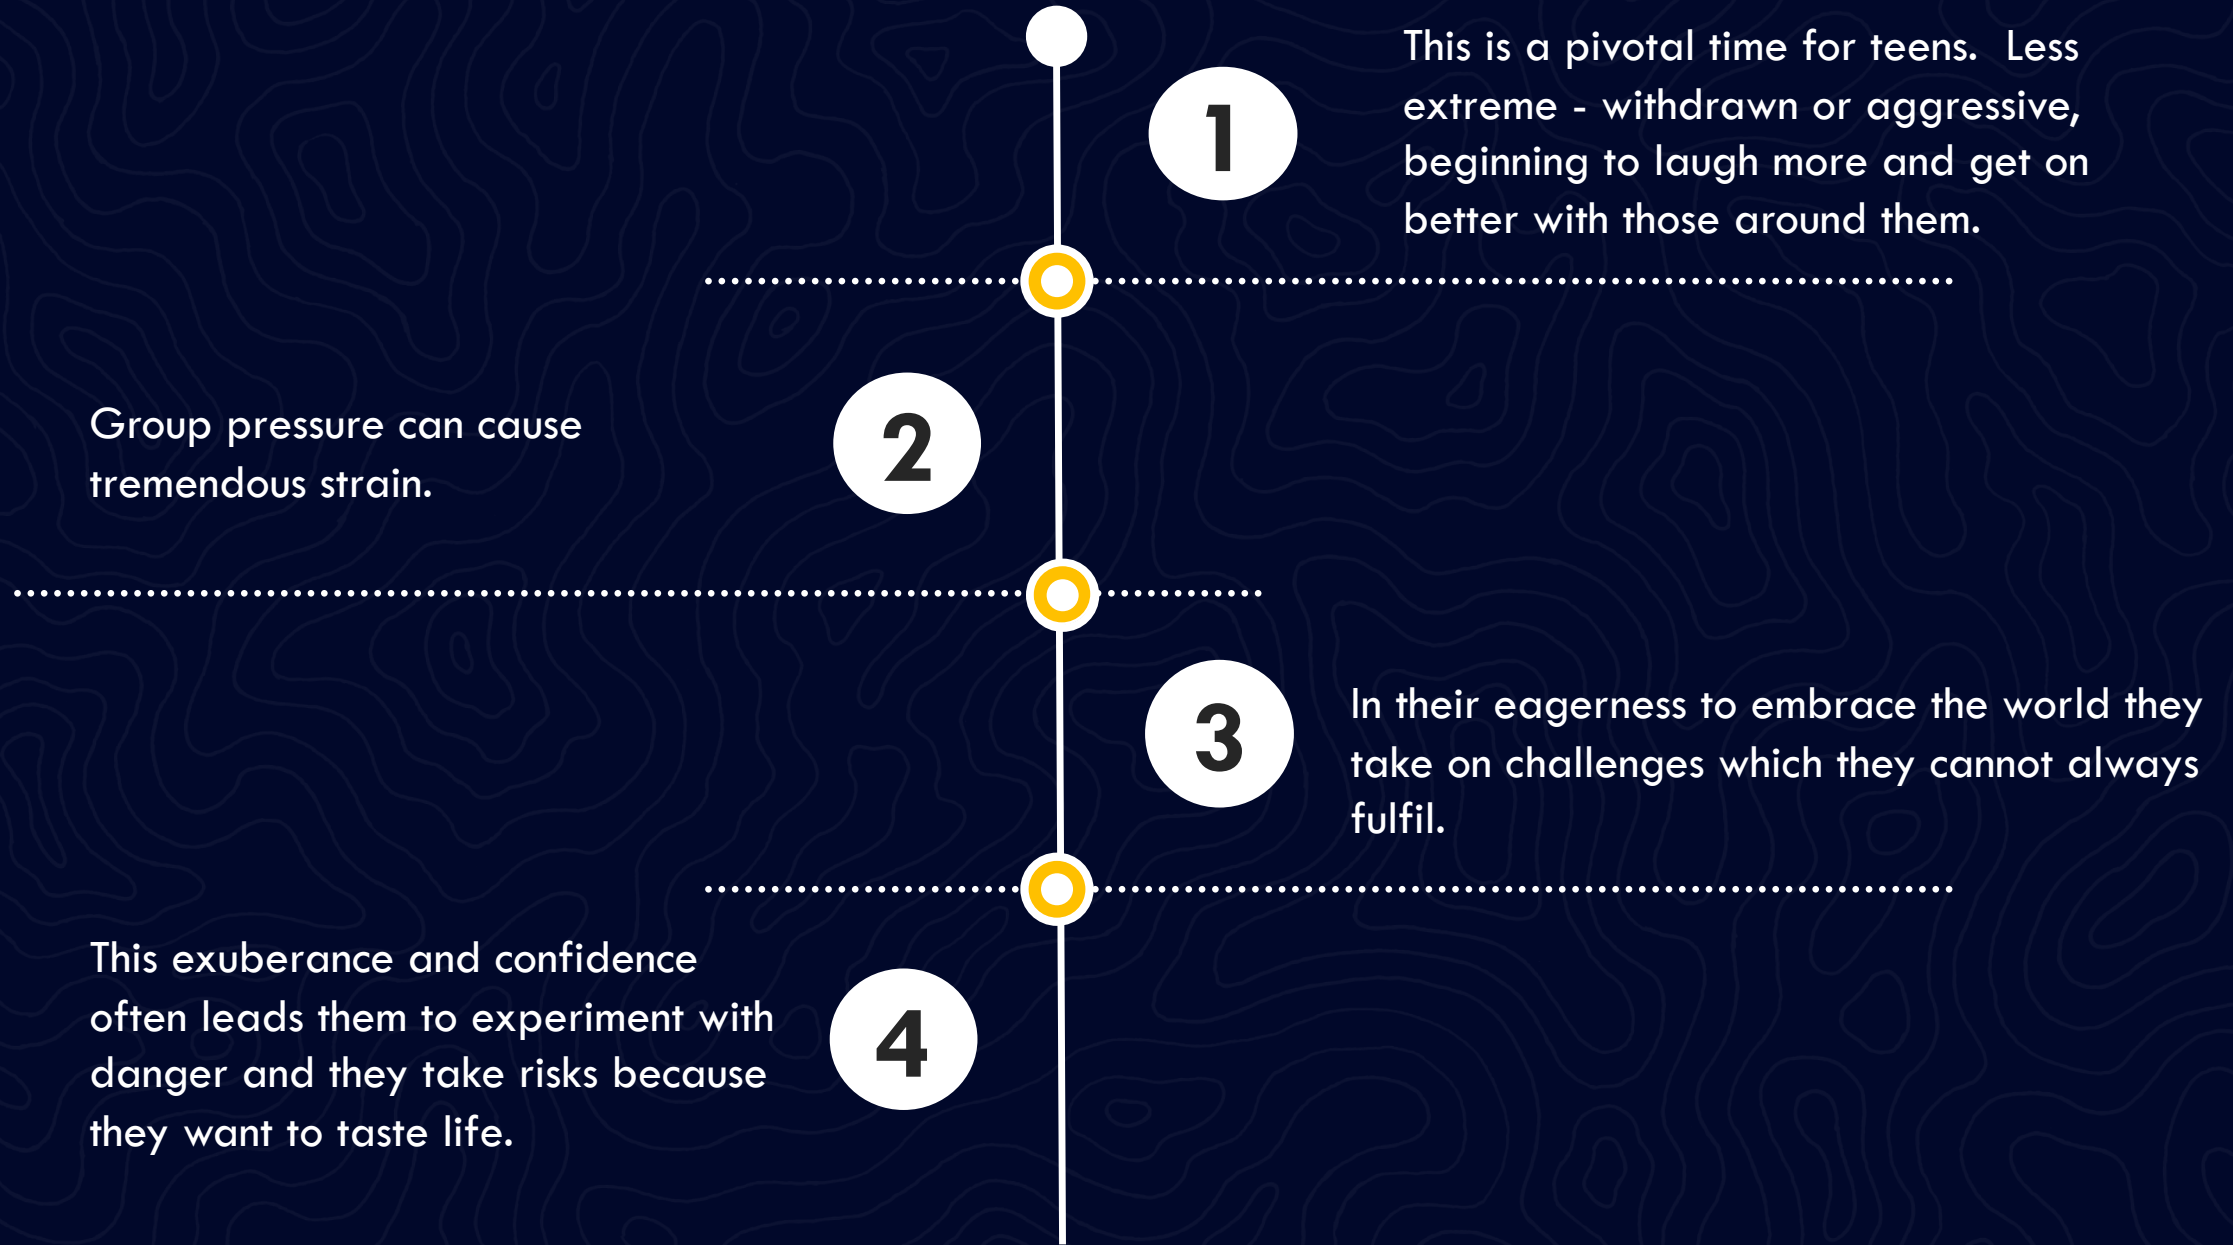 1
This is a pivotal time for teens.  Less
extreme - withdrawn or aggressive,
beginning to laugh more and get on
better with those around them.
2
Group pressure can cause
tremendous strain.
3
In their eagerness to embrace the world they
take on challenges which they cannot always
fulfil.
4
This exuberance and confidence
often leads them to experiment with
danger and they take risks because
they want to taste life.